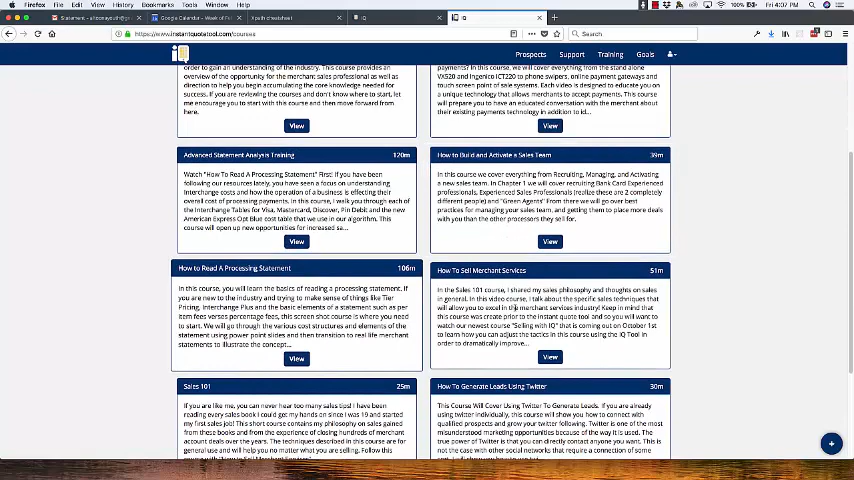 Firefox File Edit View History Bookmarks Tools Window Help
100% Fri 4:07 PM
Google Calendar - Week of F
Xpath cheatsheet
IQ
IQ
https://www.instantquotetool.com/courses
Search
iQ
Prospects Support Training Goals
order to gain an understanding of the industry. This course provides an
overview of the opportunity for the merchant sales professional as well as
direction to help you begin accumulating the core knowledge needed for
success. If you are reviewing the courses and don't know where to start, let
me encourage you to start with this course and then move forward from
here.
View
payments? In this course, we will cover everything from the stand alone
VX520 and Ingenico ICT220 to phone swipers, online payment gateways and
touch screen point of sale systems. Each video is designed to educate you on
a unique technology that allows merchants to accept payments. This course
will prepare you to have an educated conversation with the merchant about
their existing payments technology in addition to id...
View
Advanced Statement Analysis Training 120m
Watch "How To Read A Processing Statement" First! If you have been
following our resources lately, you have seen a focus on understanding
Interchange costs and how the operation of a business is effecting their
overall cost of processing payments. In this course, I walk you through each
of the Interchange Tables for Visa, Mastercard, Discover, Pin Debit and the new
American Express Opt Blue cost table that we use in our algorithm. This
course will open up new opportunities for increased sa...
View
How to Build and Activate a Sales Team 39m
In this course we cover everything from Recruiting, Managing, and Activating
a new sales team. In Chapter 1 we will cover recruiting Bank Card Experienced
Professionals, Experienced Sales Professionals (realize these are 2 completely
different people) and "Green Agents" From there we will go over best
practices for managing your sales team, and getting them to place more deals
with you than the other processors they sell for.
View
How to Read A Processing Statement 106m
In this course, you will learn the basics of reading a processing statement. If
you are new to the industry and trying to make sense of things like Tier
Pricing, Interchange Plus and the basic elements of a statement such as per
item fees verses percentage fees, this screen shot course is where you need
to start. We will go through the various cost structures and elements of the
statement using power point slides and then transition to real life merchant
statements to illustrate the concept...
View
How To Sell Merchant Services 51m
In the Sales 101 course, I shared my sales philosophy and thoughts on sales
in general. In this video course, I talk about the specific sales techniques that
will allow you to excel in the merchant services industry! Keep in mind that
this course was create prior to the instant quote tool and so you will want to
watch our newest course "Selling with IQ" that is coming out on October 1st
to learn how you can adjust the tactics in this course using the IQ Tool in
order to dramatically improve...
View
Sales 101 25m
If you are like me, you can never hear too many sales tips! I have been
reading every sales book I could get my hands on since I was 19 and started
my first sales job! This short course contains my philosophy on sales gained
from these books and from the experience of closing hundreds of merchant
account deals over the years. The techniques described in this course are for
general use and will help you no matter what you are selling. Follow this
How To Generate Leads Using Twitter 30m
This Course Will Cover Using Twitter To Generate Leads. If you are already
using twitter individually, this course will show you how to connect with
qualified prospects and grow your twitter following. Twitter is one of the most
misunderstood marketing opportunities because of the way it is used. The
true power of Twitter is that you can directly contact anyone you want. This is
not the case with other social networks that require a connection of some